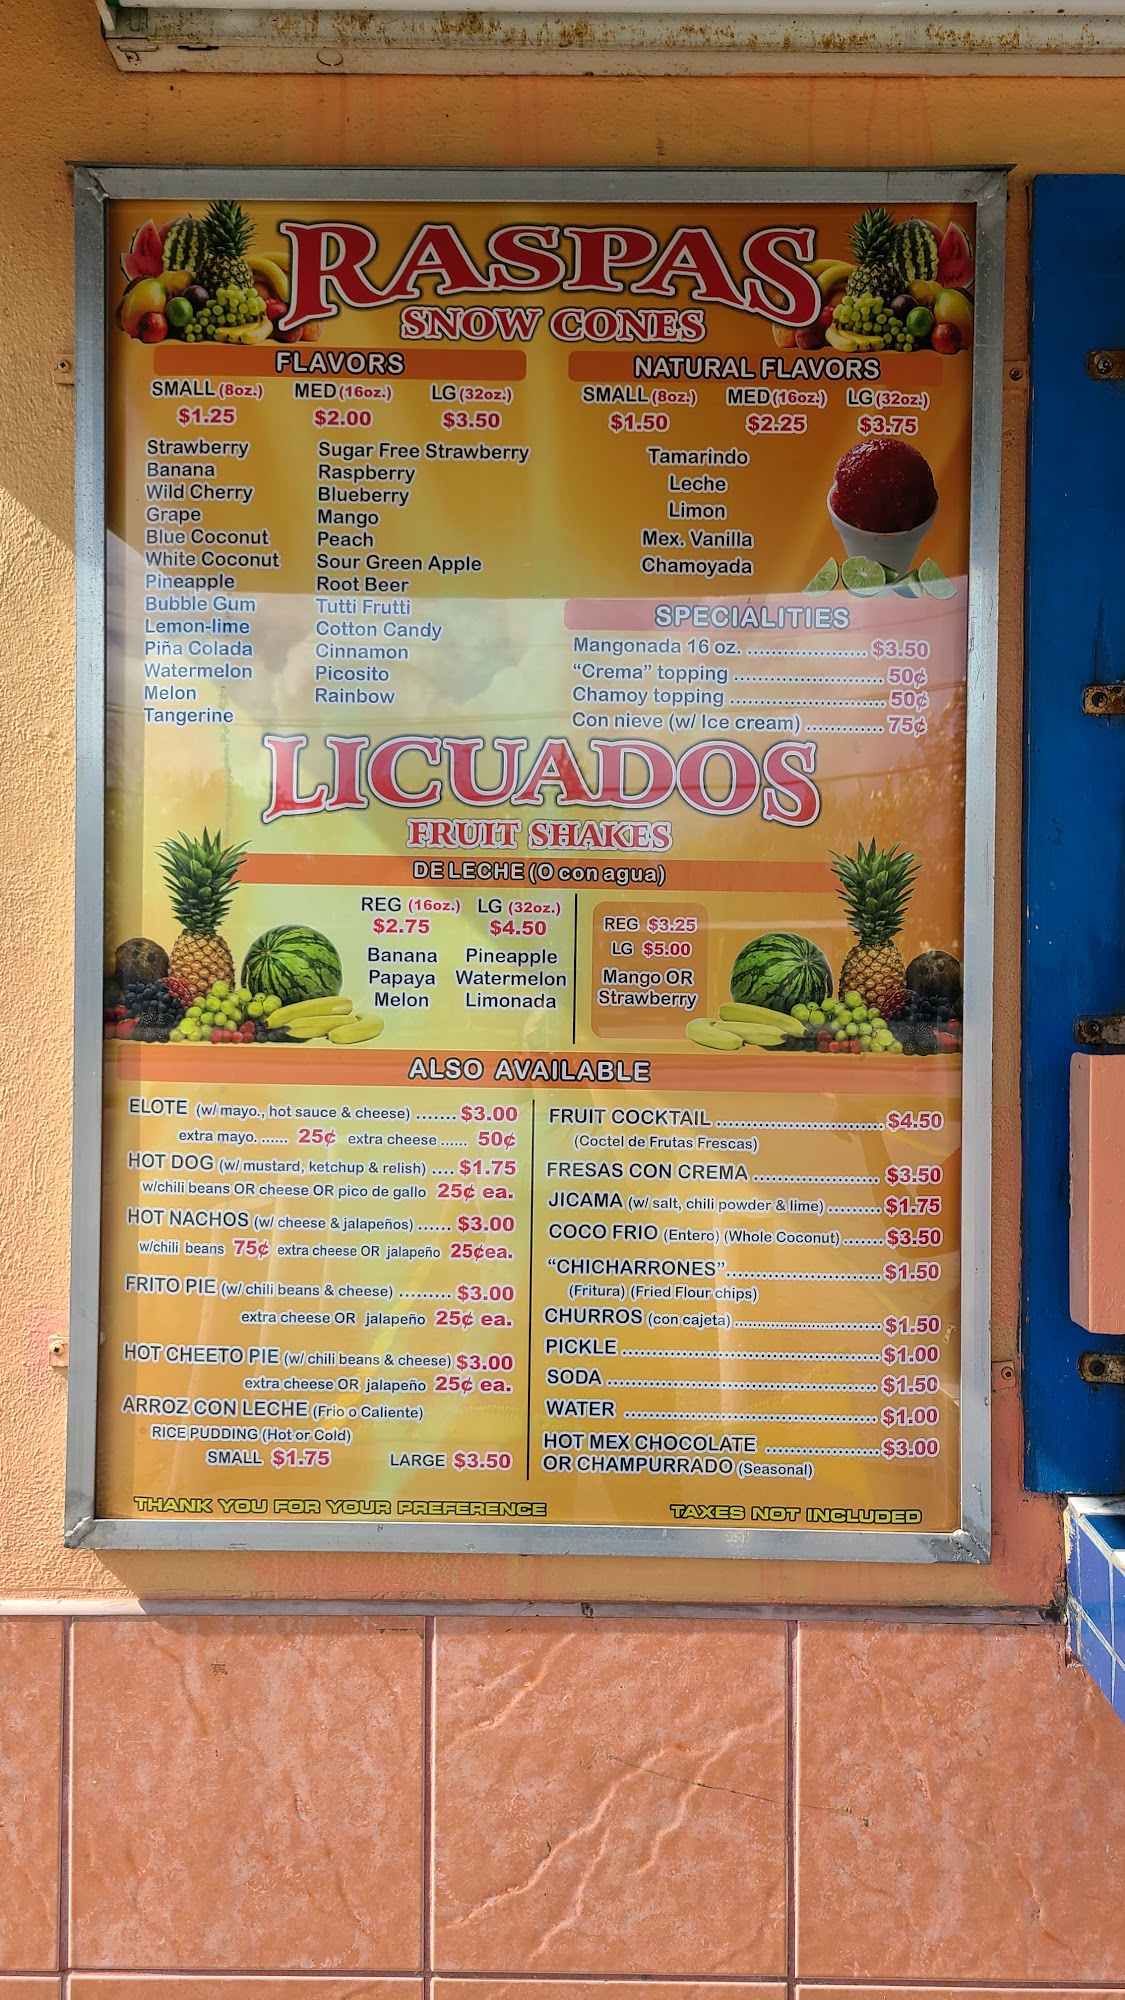 RASPAS
SNOW CONES
FLAVORS
SMALL (8oz.) MED (16oz.) LG (32oz.)
$1.25 $2.00 $3.50
Strawberry
Banana
Wild Cherry
Grape
Blue Coconut
White Coconut
Pineapple
Bubble Gum
Lemon-lime
Piña Colada
Watermelon
Melon
Tangerine
Sugar Free Strawberry
Raspberry
Blueberry
Mango
Peach
Sour Green Apple
Root Beer
Tutti Frutti
Cotton Candy
Cinnamon
Picosito
Rainbow
NATURAL FLAVORS
SMALL (8oz.) MED (16oz.) LG (32oz.)
$1.50 $2.25 $3.75
Tamarindo
Leche
Limon
Mex. Vanilla
Chamoyada
SPECIALITIES
Mangonada 16 oz. .................... $3.50
“Crema” topping ......................... 50¢
Chamoy topping .......................... 50¢
Con nieve (w/ Ice cream) ............. 75¢
LICUADOS
FRUIT SHAKES
DE LECHE (O con agua)
REG (16oz.) LG (32oz.)
$2.75 $4.50
Banana Pineapple
Papaya Watermelon
Melon Limonada
REG $3.25
LG $5.00
Mango OR
Strawberry
ALSO AVAILABLE
ELOTE (w/ mayo., hot sauce & cheese) ....... $3.00
extra mayo. ...... 25¢ extra cheese ...... 50¢
HOT DOG (w/ mustard, ketchup & relish) .... $1.75
w/chili beans OR cheese OR pico de gallo 25¢ ea.
HOT NACHOS (w/ cheese & jalapeños) ...... $3.00
w/chili beans 75¢ extra cheese OR jalapeño 25¢ea.
FRITO PIE (w/ chili beans & cheese) ......... $3.00
extra cheese OR jalapeño 25¢ ea.
HOT CHEETO PIE (w/ chili beans & cheese) $3.00
extra cheese OR jalapeño 25¢ ea.
ARROZ CON LECHE (Frio o Caliente)
RICE PUDDING (Hot or Cold)
SMALL $1.75 LARGE $3.50
FRUIT COCKTAIL ............................ $4.50
(Coctel de Frutas Frescas)
FRESAS CON CREMA ..................... $3.50
JICAMA (w/ salt, chili powder & lime) ......... $1.75
COCO FRIO (Entero) (Whole Coconut) ....... $3.50
“CHICHARRONES” .......................... $1.50
(Fritura) (Fried Flour chips)
CHURROS (con cajeta) ......................... $1.50
PICKLE ........................................... $1.00
SODA ............................................. $1.50
WATER .......................................... $1.00
HOT MEX CHOCOLATE ................... $3.00
OR CHAMPURRADO (Seasonal)
THANK YOU FOR YOUR PREFERENCE
TAXES NOT INCLUDED